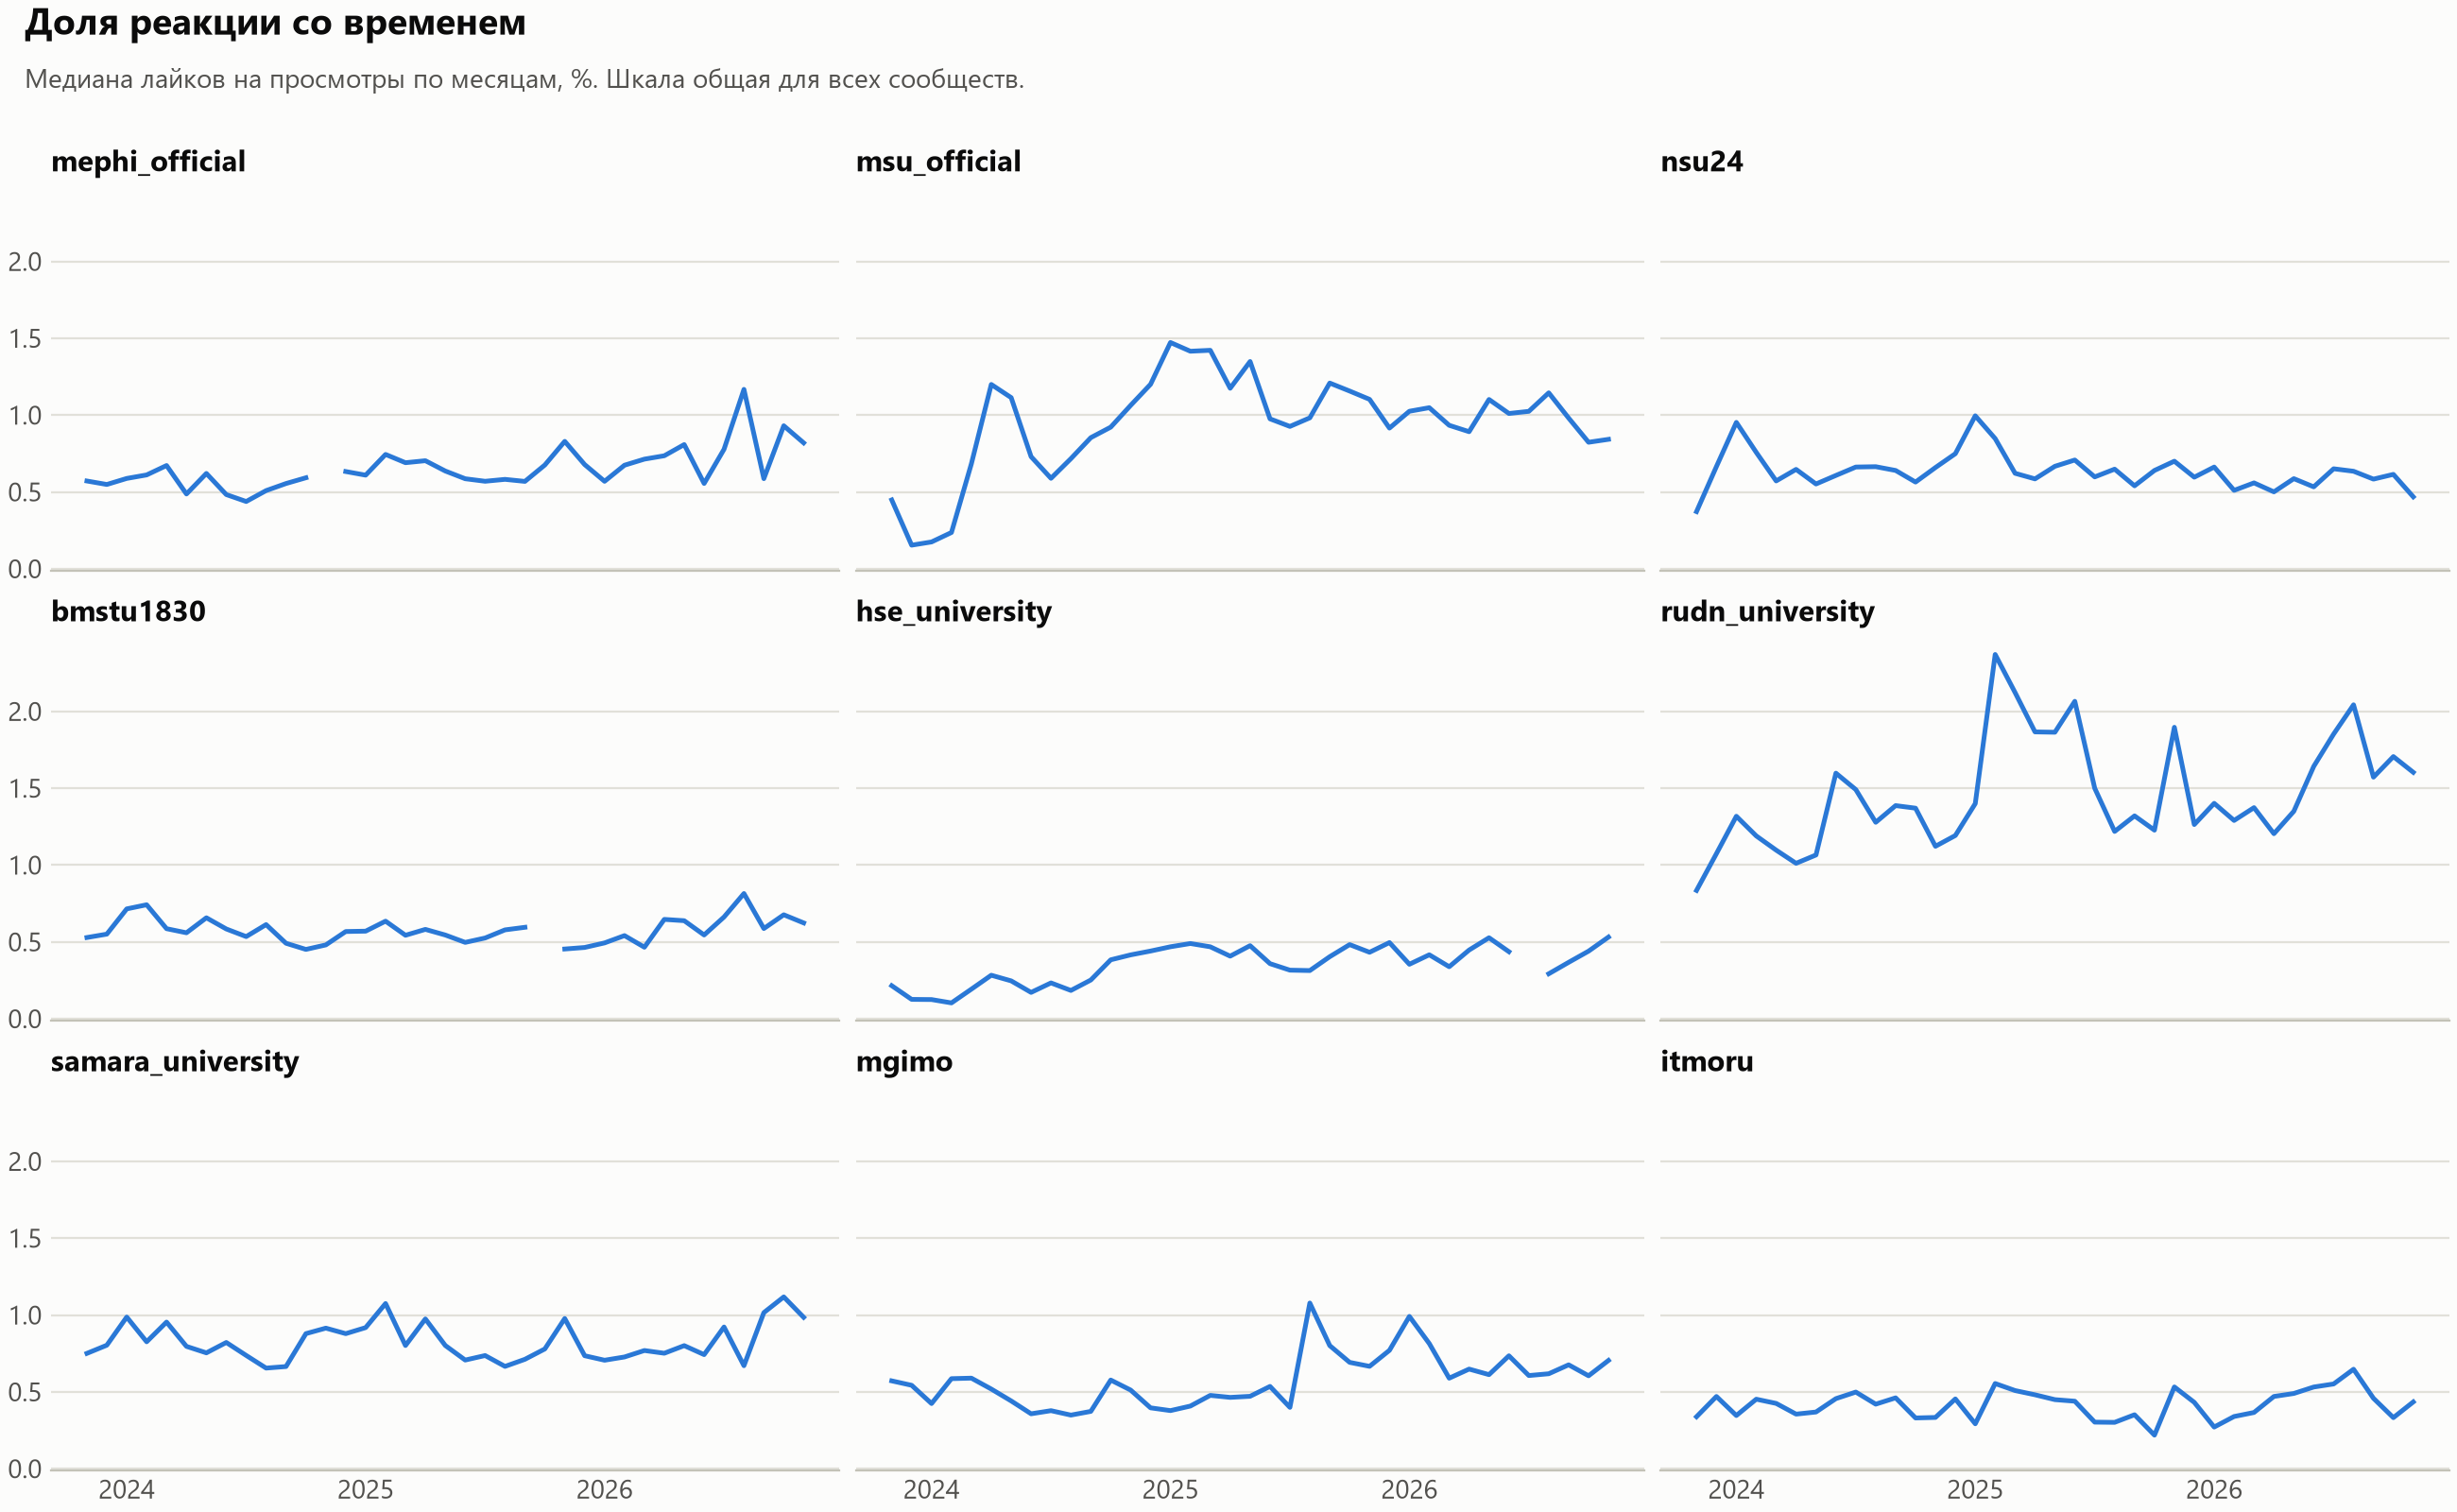 Доля реакции со временем
Медиана лайков на просмотры по месяцам, %. Шкала общая для всех сообществ.
mephi_official msu_official nsu24
2.0
1.5
1.0
0.5
0.0
bmstu1830 hse_university rudn_university
2.0
1.5
1.0
0.5
0.0
samara_university mgimo itmoru
2.0
1.5
1.0
0.5
0.0
2024 2025 2026 2024 2025 2026 2024 2025 2026